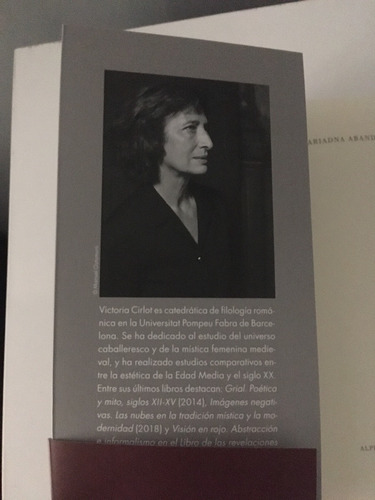 ARIADNA
Victoria Cirlot es catedrática de filología romá-
nica en la Universitat Pompeu Fabra de Barce-
lona. Se ha dedicado al estudio del universo
caballeresco y de la mística femenina medie-
val, y ha realizado estudios comparativos en-
tre la estética de la Edad Media y el siglo XX.
Entre sus últimos libros destacan: Grial. Poética
y mito, siglos XII-XV (2014), Imágenes negati-
vas. Las nubes en la tradición mística y la mo-
dernidad (2018) y Visión en rojo. Abstracción
e informalismo en el Libro de las revelaciones